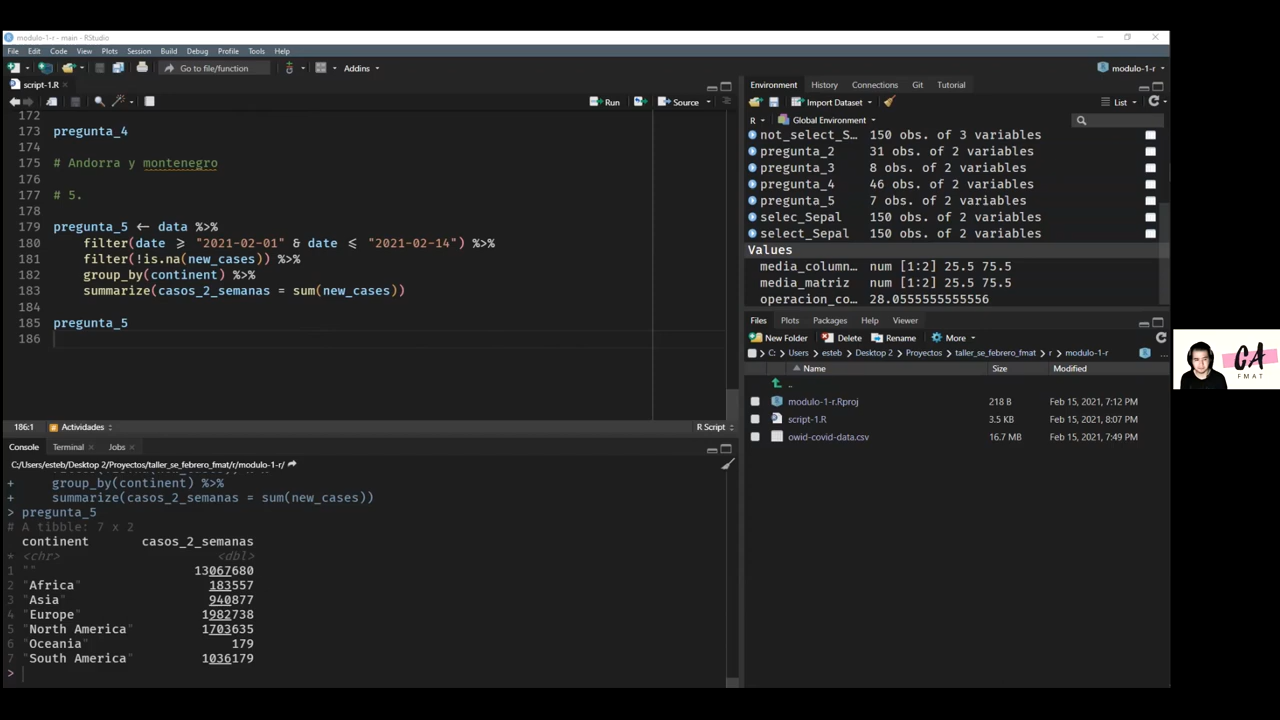 modulo-1-r - main - RStudio
File Edit Code View Plots Session Build Debug Profile Tools Help
Go to file/function Addins modulo-1-r
script-1.R
Run Source
172
173 pregunta_4
174
175 # Andorra y montenegro
176
177 # 5.
178
179 pregunta_5 <- data %>%
180 filter(date >= "2021-02-01" & date <= "2021-02-14") %>%
181 filter(!is.na(new_cases)) %>%
182 group_by(continent) %>%
183 summarize(casos_2_semanas = sum(new_cases))
184
185 pregunta_5
186
186:1 # Actividades R Script
Console Terminal Jobs
C:/Users/esteb/Desktop 2/Proyectos/taller_se_febrero_fmat/r/modulo-1-r/
+ group_by(continent) %>%
+ summarize(casos_2_semanas = sum(new_cases))
> pregunta_5
# A tibble: 7 x 2
continent casos_2_semanas
* <chr> <dbl>
1 "" 13067680
2 "Africa" 183557
3 "Asia" 940877
4 "Europe" 1982738
5 "North America" 1703635
6 "Oceania" 179
7 "South America" 1036179
>
Environment History Connections Git Tutorial
Import Dataset List
R Global Environment
not_select_S… 150 obs. of 3 variables
pregunta_2 31 obs. of 2 variables
pregunta_3 8 obs. of 2 variables
pregunta_4 46 obs. of 2 variables
pregunta_5 7 obs. of 2 variables
selec_Sepal 150 obs. of 2 variables
select_Sepal 150 obs. of 2 variables
Values
media_column… num [1:2] 25.5 75.5
media_matriz num [1:2] 25.5 75.5
operacion_co… 28.0555555555556
Files Plots Packages Help Viewer
New Folder Delete Rename More
C: Users esteb Desktop 2 Proyectos taller_se_febrero_fmat r modulo-1-r ...
Name Size Modified
..
modulo-1-r.Rproj 218 B Feb 15, 2021, 7:12 PM
script-1.R 3.5 KB Feb 15, 2021, 8:07 PM
owid-covid-data.csv 16.7 MB Feb 15, 2021, 7:49 PM
CA
FMAT